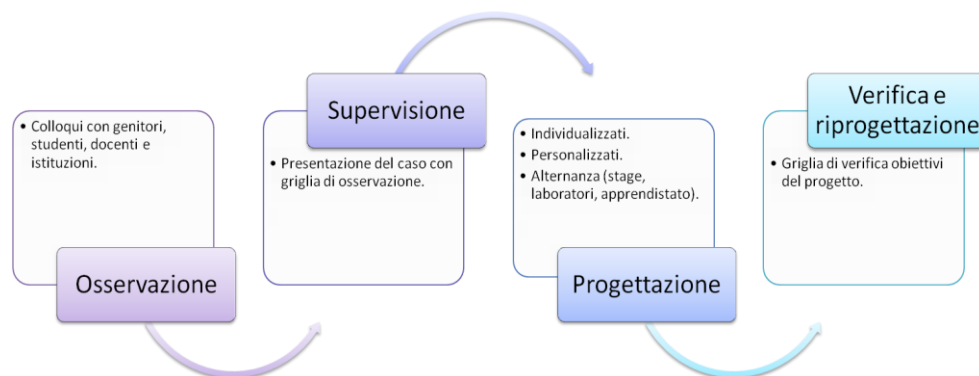 • Colloqui con genitori,
studenti, docenti e
istituzioni.
Osservazione
Supervisione
• Presentazione del caso con
griglia di osservazione.
• Individualizzati.
• Personalizzati.
• Alternanza (stage,
laboratori, apprendistato).
Progettazione
Verifica e
riprogettazione
• Griglia di verifica obiettivi
del progetto.